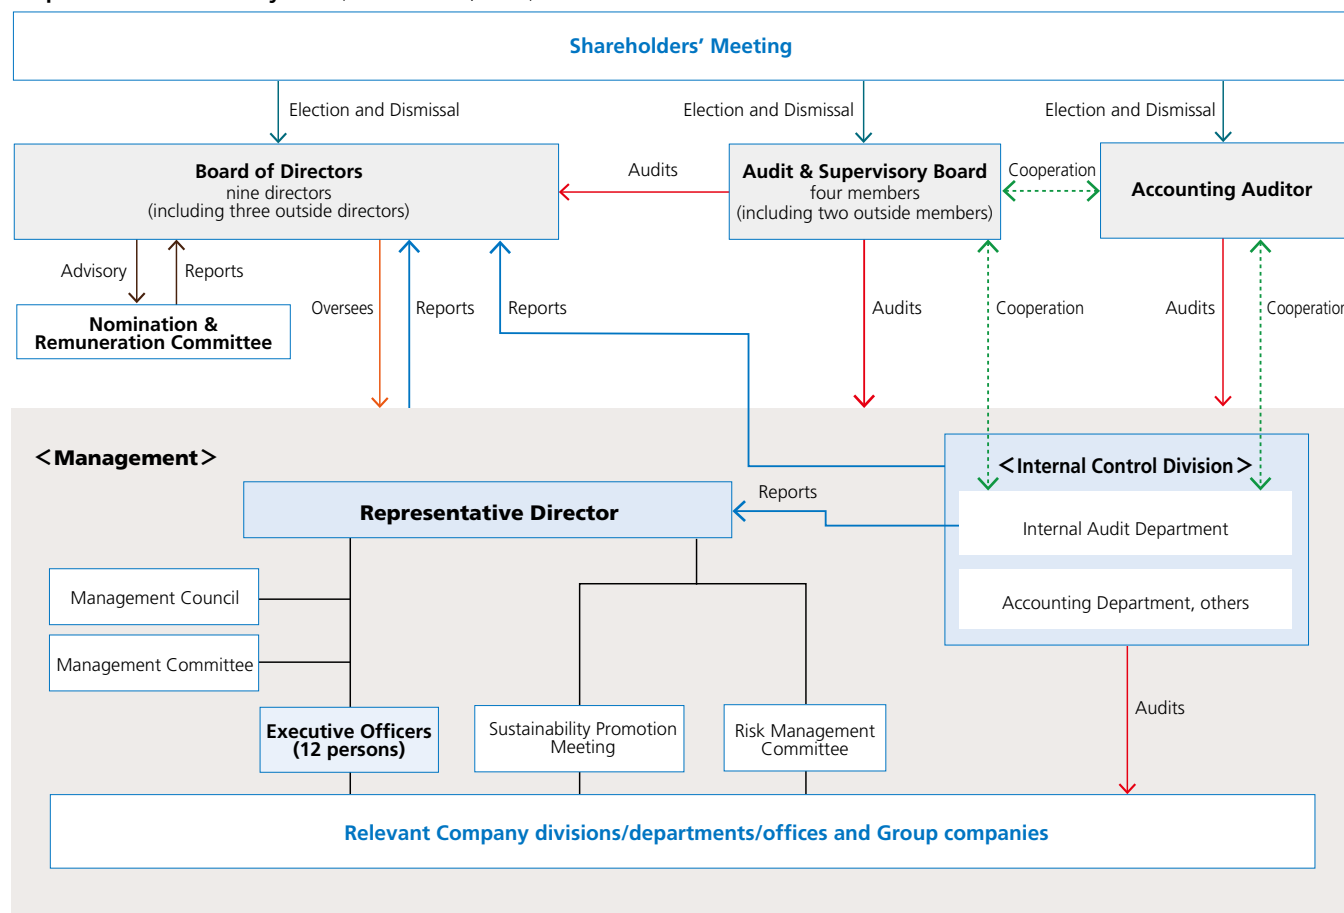 Shareholders’ Meeting
Election and Dismissal
Election and Dismissal
Election and Dismissal
Board of Directors
nine directors
(including three outside directors)
Audits
Audit & Supervisory Board
four members
(including two outside members)
Cooperation
Accounting Auditor
Advisory
Reports
Nomination &
Remuneration Committee
Oversees
Reports
Reports
Audits
Cooperation
Audits
Cooperation
<Management>
<Internal Control Division>
Representative Director
Reports
Internal Audit Department
Accounting Department, others
Management Council
Management Committee
Executive Officers
(12 persons)
Sustainability Promotion
Meeting
Risk Management
Committee
Audits
Relevant Company divisions/departments/offices and Group companies